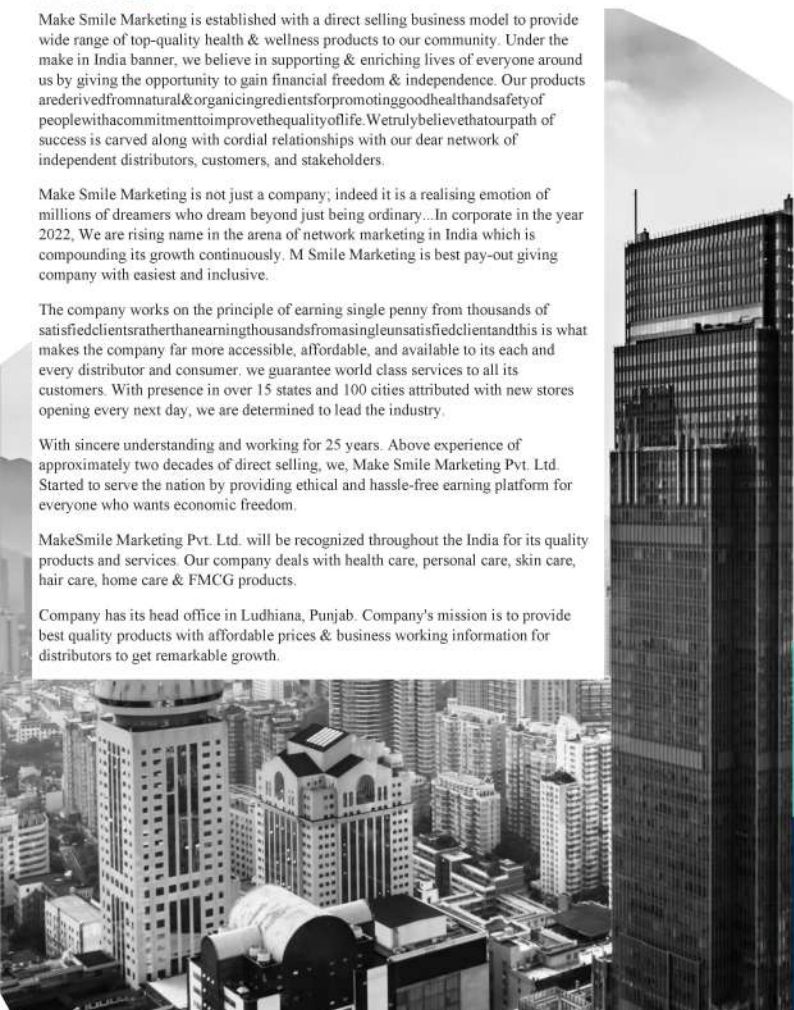 Make Smile Marketing is established with a direct selling business model to provide
wide range of top-quality health & wellness products to our community. Under the
make in India banner, we believe in supporting & enriching lives of everyone around
us by giving the opportunity to gain financial freedom & independence. Our products
arederivedfromnatural&organicingredientsforpromotinggoodhealthandsafetyof
peoplewithacommitmenttoimprovethequalityoflife.Wetrulybelievethatourpath of
success is carved along with cordial relationships with our dear network of
independent distributors, customers, and stakeholders.
Make Smile Marketing is not just a company; indeed it is a realising emotion of
millions of dreamers who dream beyond just being ordinary...In corporate in the year
2022, We are rising name in the arena of network marketing in India which is
compounding its growth continuously. M Smile Marketing is best pay-out giving
company with easiest and inclusive.
The company works on the principle of earning single penny from thousands of
satisfiedclientsratherthanearningthousandsfromasingleunsatisfiedclientandthis is what
makes the company far more accessible, affordable, and available to its each and
every distributor and consumer. we guarantee world class services to all its
customers. With presence in over 15 states and 100 cities attributed with new stores
opening every next day, we are determined to lead the industry.
With sincere understanding and working for 25 years. Above experience of
approximately two decades of direct selling, we, Make Smile Marketing Pvt. Ltd.
Started to serve the nation by providing ethical and hassle-free earning platform for
everyone who wants economic freedom.
MakeSmile Marketing Pvt. Ltd. will be recognized throughout the India for its quality
products and services. Our company deals with health care, personal care, skin care,
hair care, home care & FMCG products.
Company has its head office in Ludhiana, Punjab. Company's mission is to provide
best quality products with affordable prices & business working information for
distributors to get remarkable growth.